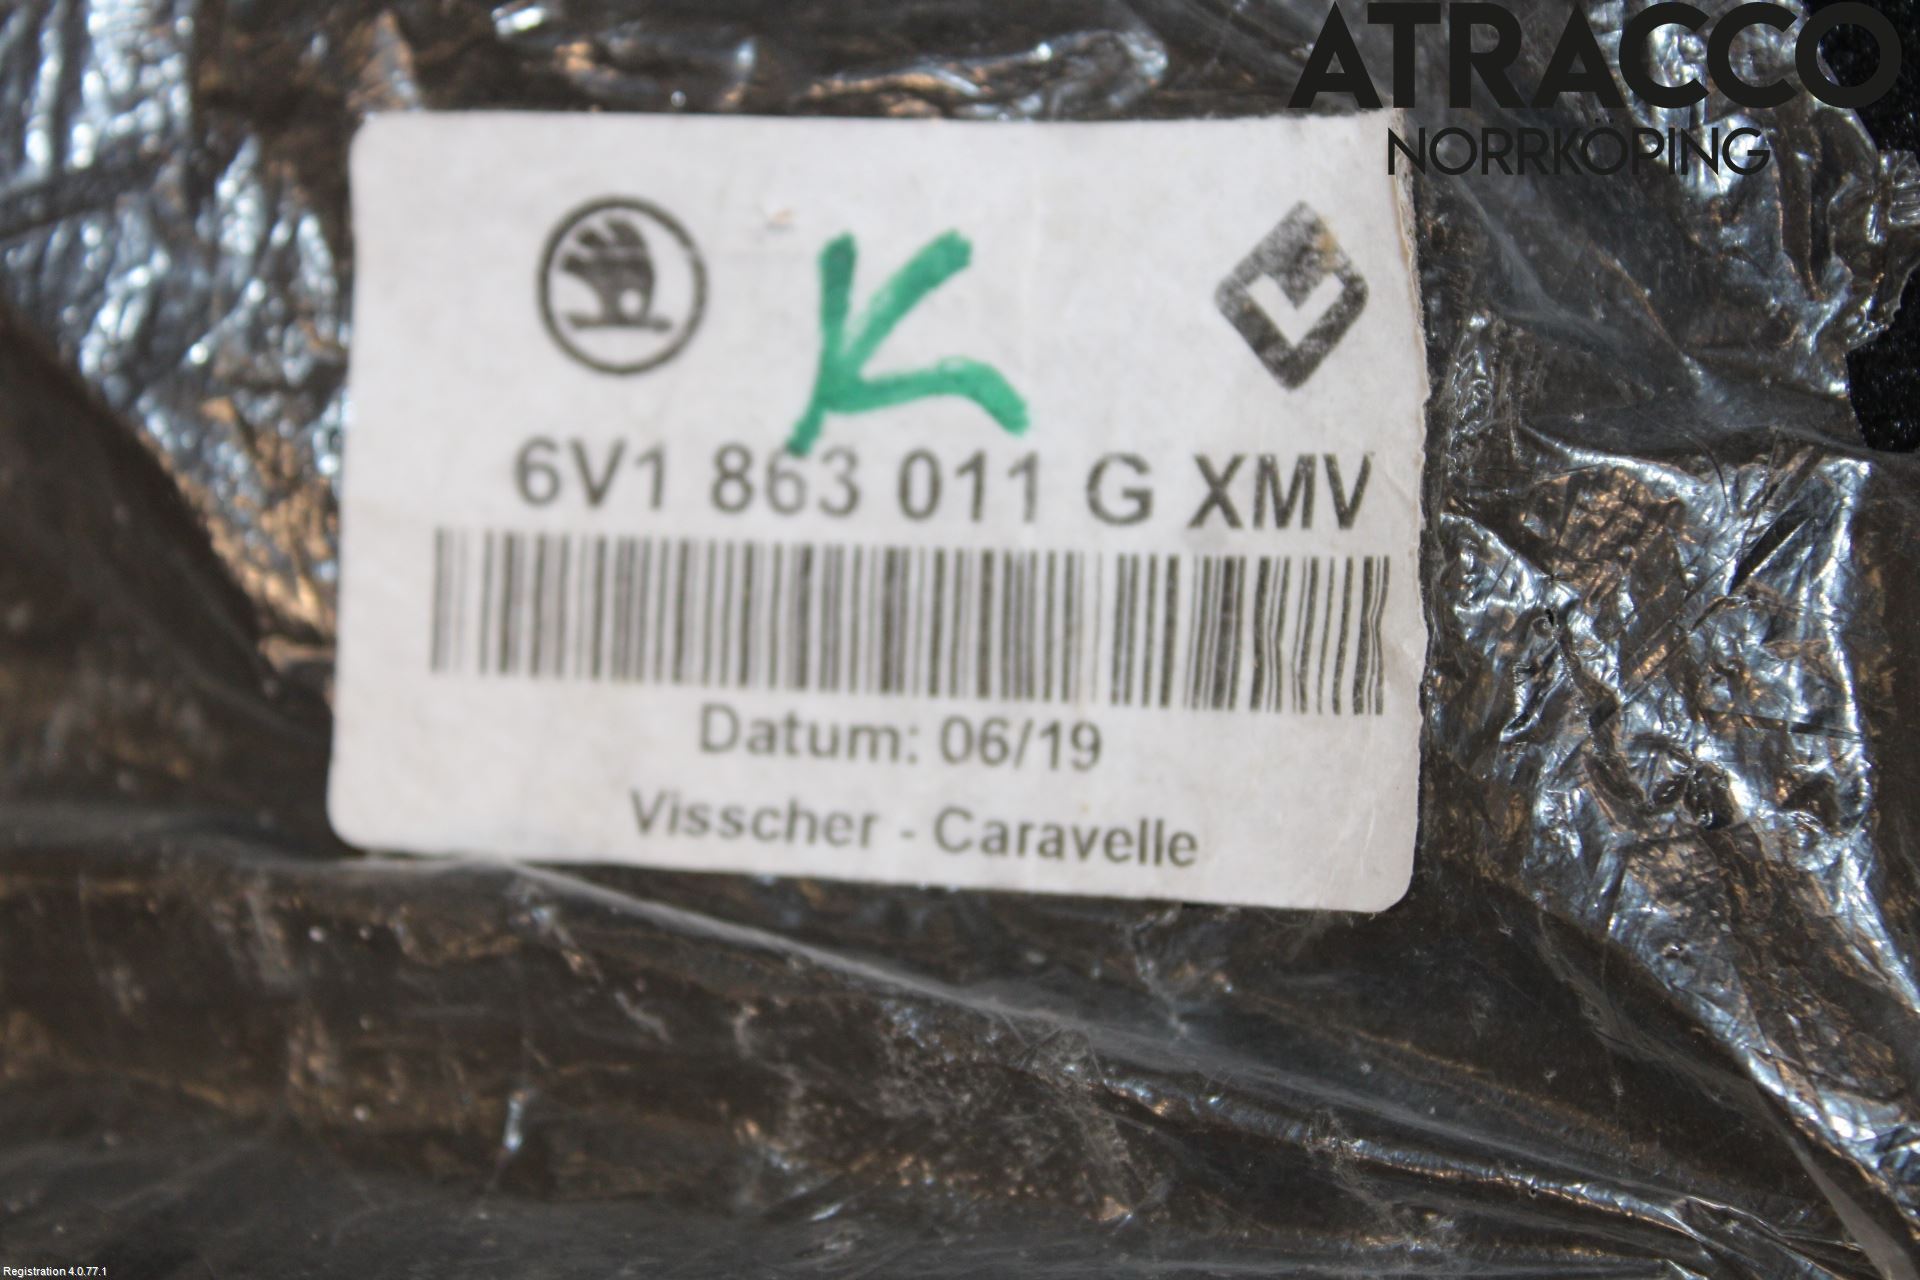 ATRACCO
NORRKÖPING
K
6V1 863 011 G XMV
Datum: 06/19
Visscher - Caravelle
Registration 4.0.77.1